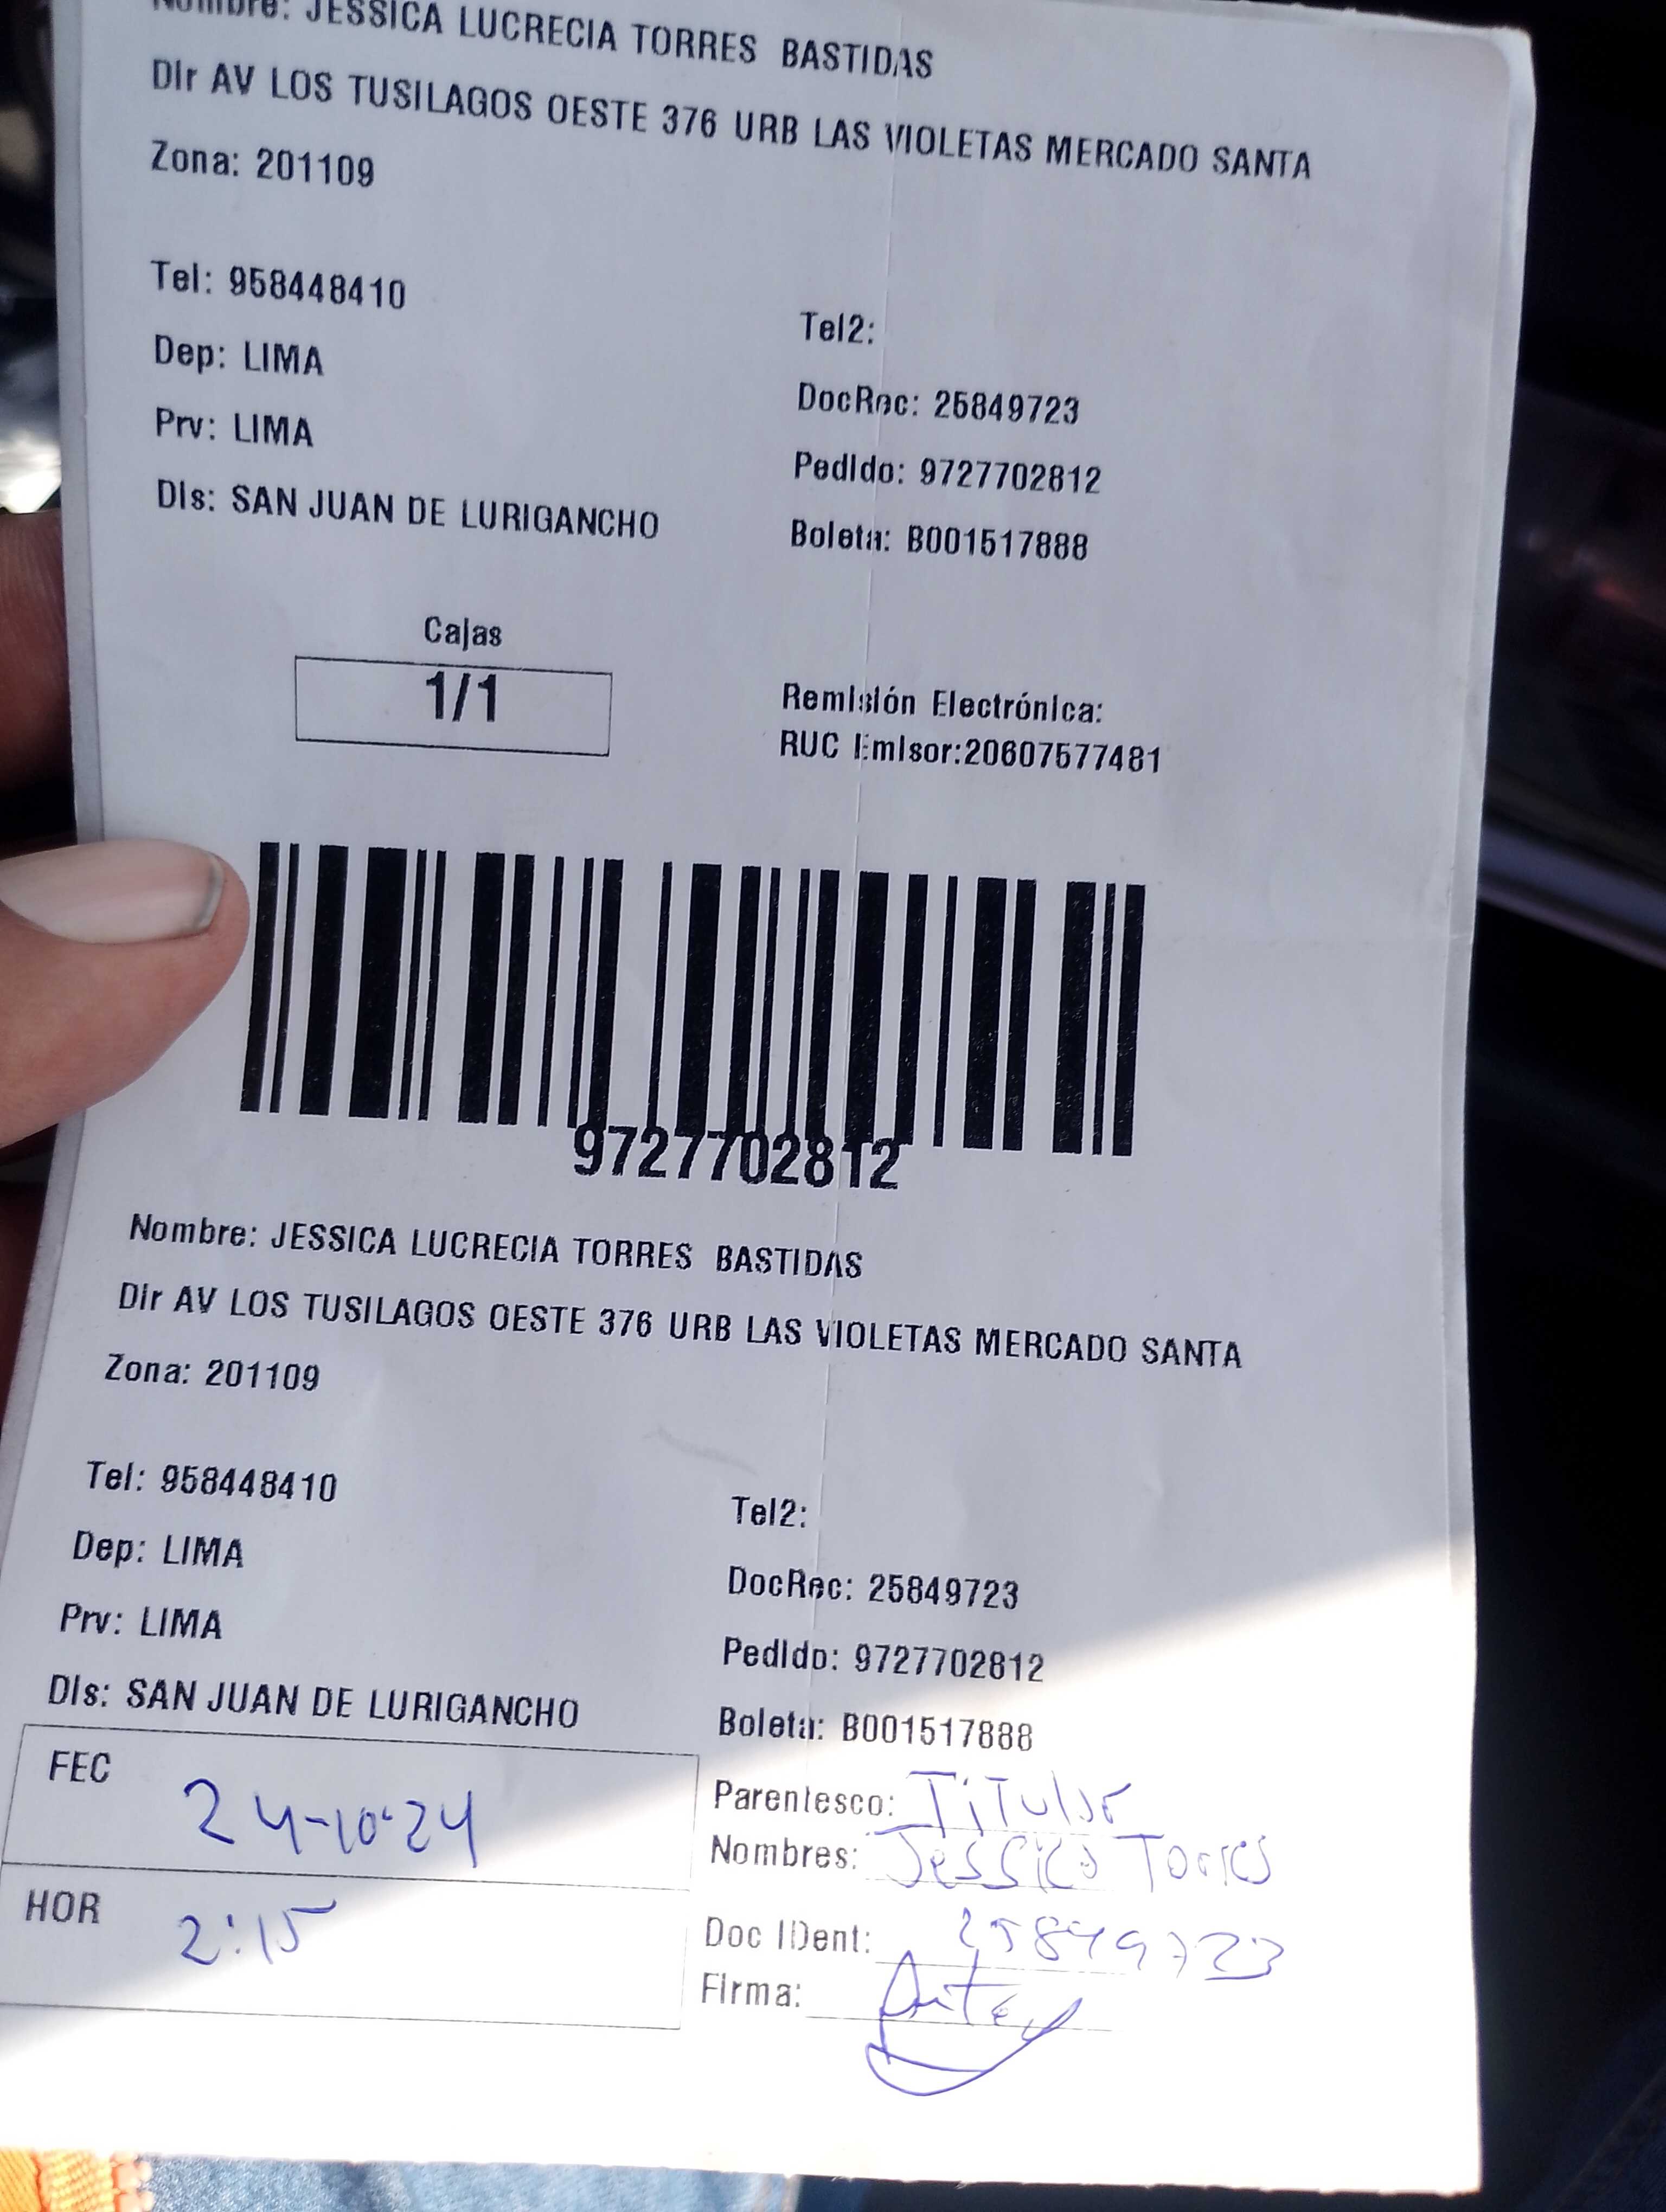 Nombre: JESSICA LUCRECIA TORRES BASTIDAS
Dir AV LOS TUSILAGOS OESTE 376 URB LAS VIOLETAS MERCADO SANTA
Zona: 201109
Tel: 958448410
Tel2:
Dep: LIMA
DocRec: 25849723
Prv: LIMA
Pedido: 9727702812
Dis: SAN JUAN DE LURIGANCHO
Boleta: B001517888
Cajas
1/1
Remisión Electrónica:
RUC Emisor:20607577481
9727702812
Nombre: JESSICA LUCRECIA TORRES BASTIDAS
Dir AV LOS TUSILAGOS OESTE 376 URB LAS VIOLETAS MERCADO SANTA
Zona: 201109
Tel: 958448410
Tel2:
Dep: LIMA
DocRec: 25849723
Prv: LIMA
Pedido: 9727702812
Dis: SAN JUAN DE LURIGANCHO
Boleta: B001517888
FEC 24-10-24
Parentesco: Titular
Nombres: Jessica Torres
HOR 2:15
Doc IDent: 25849723
Firma: